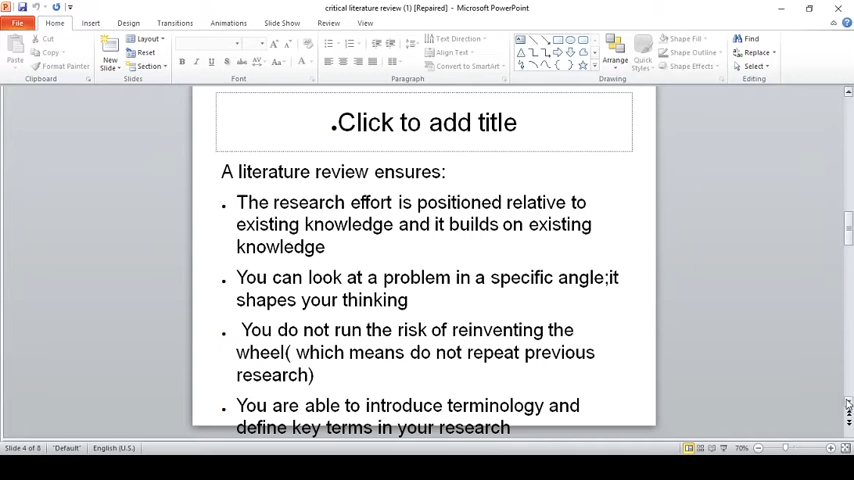 critical literature review (1) [Repaired] - Microsoft PowerPoint
File Home Insert Design Transitions Animations Slide Show Review View
Cut
Copy
Format Painter
Paste
Clipboard
New
Slide
Layout
Reset
Section
Slides
Font
Text Direction
Align Text
Convert to SmartArt
Paragraph
Arrange
Quick
Styles
Shape Fill
Shape Outline
Shape Effects
Drawing
Find
Replace
Select
Editing
.Click to add title
A literature review ensures:
• The research effort is positioned relative to
existing knowledge and it builds on existing
knowledge
• You can look at a problem in a specific angle;it
shapes your thinking
• You do not run the risk of reinventing the
wheel( which means do not repeat previous
research)
• You are able to introduce terminology and
define key terms in your research
Slide 4 of 8 "Default" English (U.S.) 70%